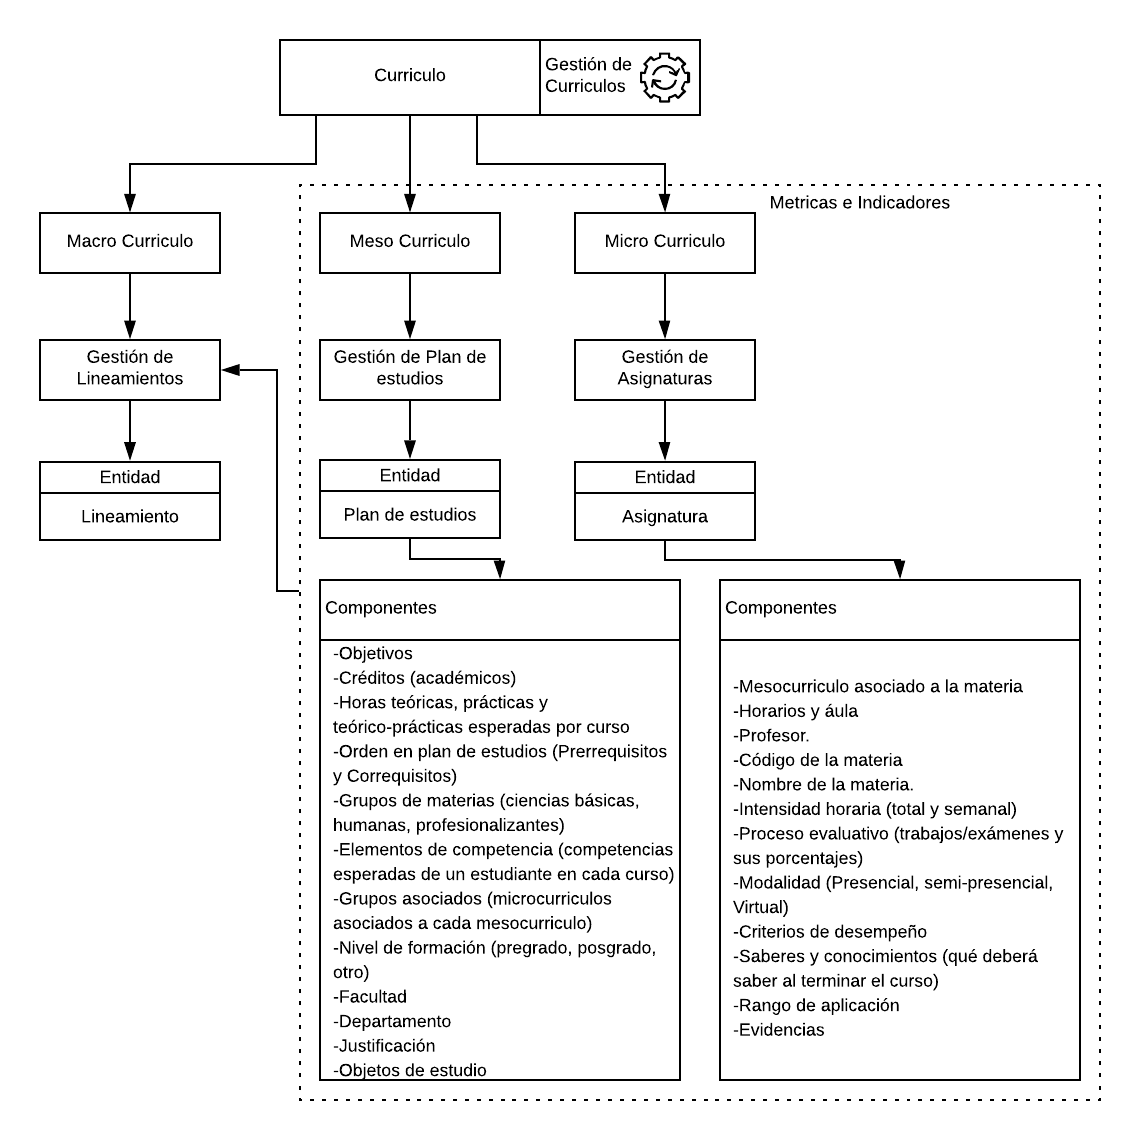 Curriculo
Gestión de
Curriculos
Metricas e Indicadores
Macro Curriculo
Meso Curriculo
Micro Curriculo
Gestión de
Lineamientos
Gestión de Plan de
estudios
Gestión de
Asignaturas
Entidad
Lineamiento
Entidad
Plan de estudios
Entidad
Asignatura
Componentes
-Objetivos
-Créditos (académicos)
-Horas teóricas, prácticas y
teórico-prácticas esperadas por curso
-Orden en plan de estudios (Prerrequisitos
y Correquisitos)
-Grupos de materias (ciencias básicas,
humanas, profesionalizantes)
-Elementos de competencia (competencias
esperadas de un estudiante en cada curso)
-Grupos asociados (microcurriculos
asociados a cada mesocurriculo)
-Nivel de formación (pregrado, posgrado,
otro)
-Facultad
-Departamento
-Justificación
-Objetos de estudio
Componentes
-Mesocurriculo asociado a la materia
-Horarios y áula
-Profesor.
-Código de la materia
-Nombre de la materia.
-Intensidad horaria (total y semanal)
-Proceso evaluativo (trabajos/exámenes y
sus porcentajes)
-Modalidad (Presencial, semi-presencial,
Virtual)
-Criterios de desempeño
-Saberes y conocimientos (qué deberá
saber al terminar el curso)
-Rango de aplicación
-Evidencias